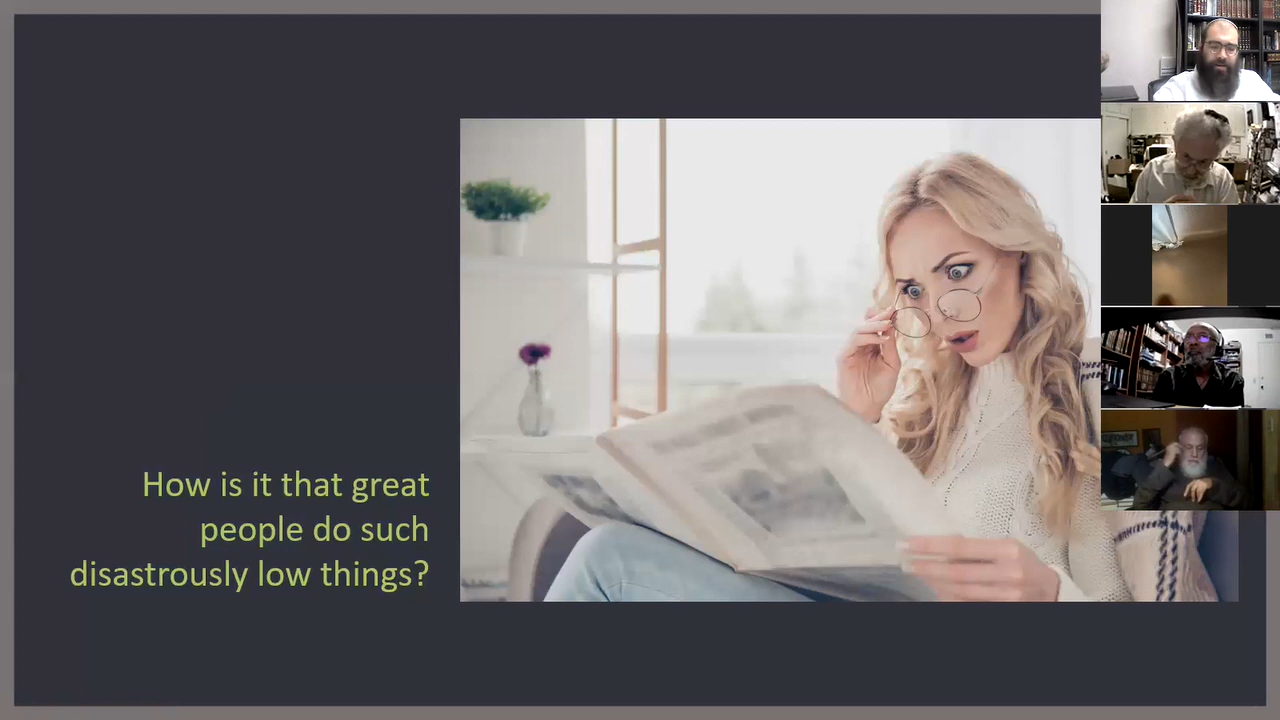 How is it that great
people do such
disastrously low things?